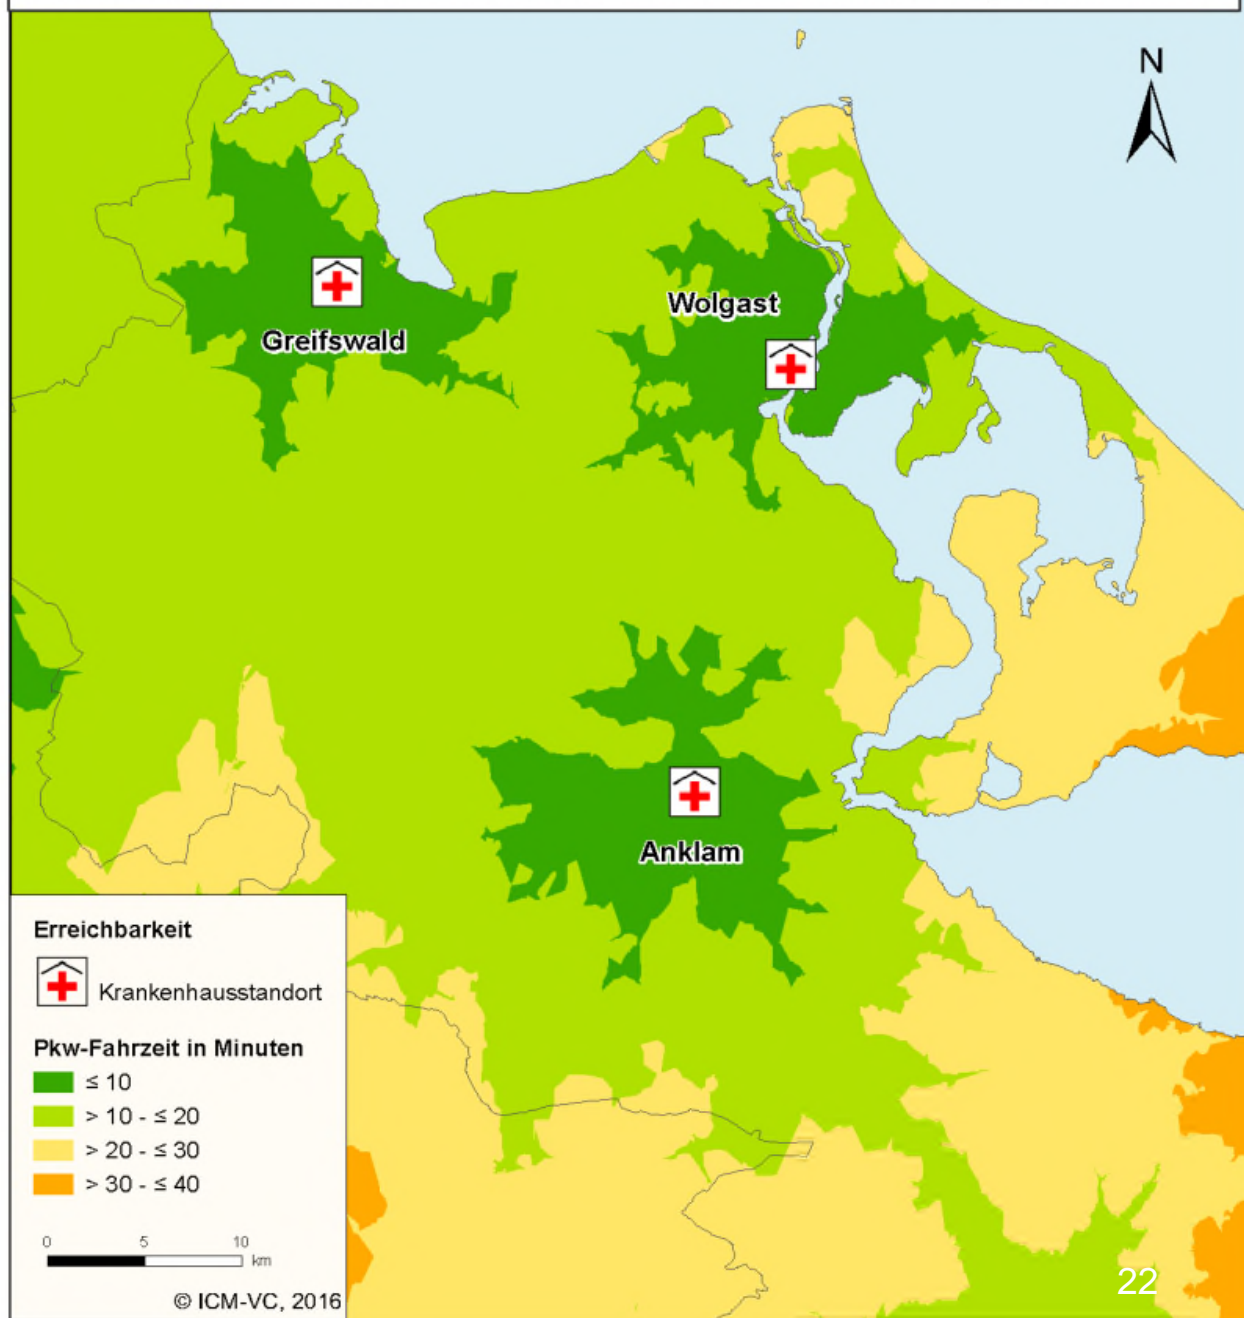 N
Wolgast
Greifswald
Anklam
Erreichbarkeit
Krankenhausstandort
Pkw-Fahrzeit in Minuten
≤ 10
> 10 - ≤ 20
> 20 - ≤ 30
> 30 - ≤ 40
0 5 10
km
© ICM-VC, 2016
22